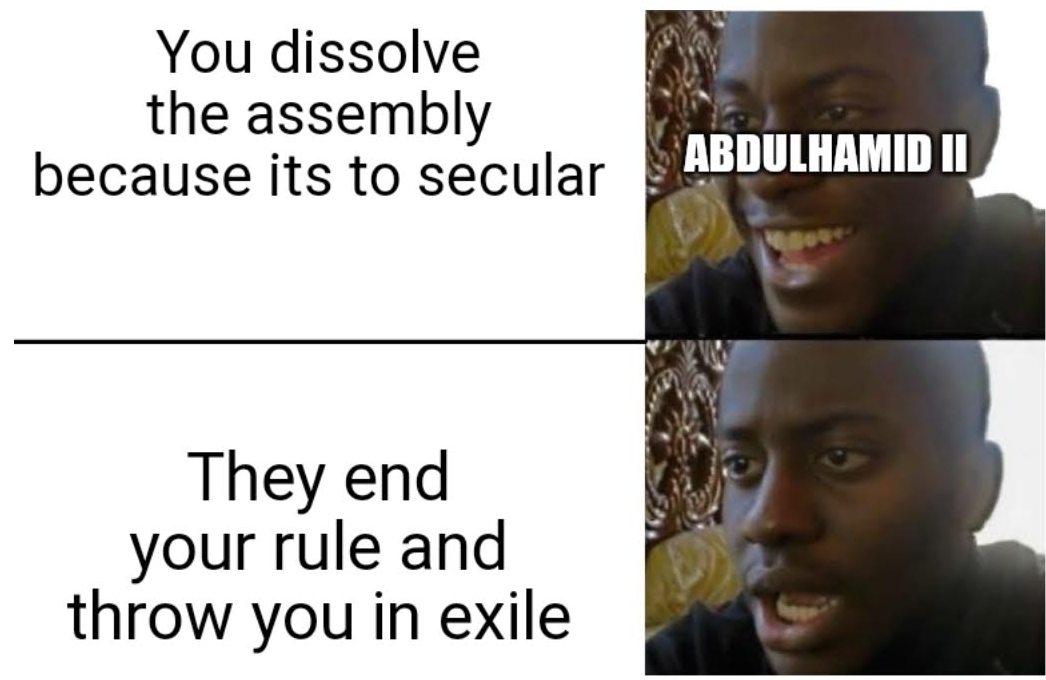 You dissolve
the assembly
because its to secular
ABDULHAMID II
They end
your rule and
throw you in exile